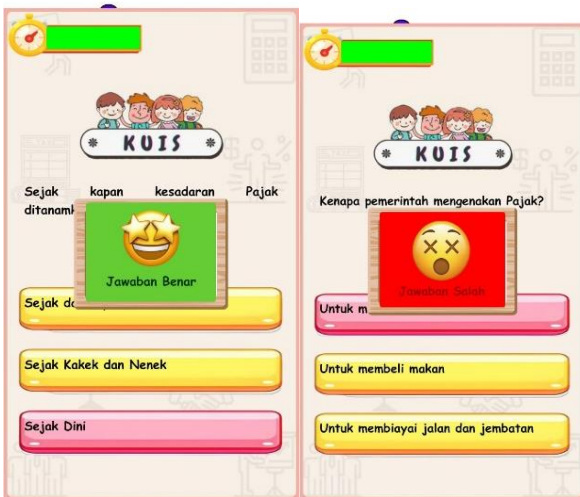 KUIS
Sejak kapan kesadaran Pajak
Jawaban Benar
Sejak
Sejak Kakek dan Nenek
Sejak Dini
KUIS
Kenapa pemerintah mengenakan Pajak?
Jawaban Salah
Untuk
Untuk membeli makan
Untuk membiayai jalan dan jembatan